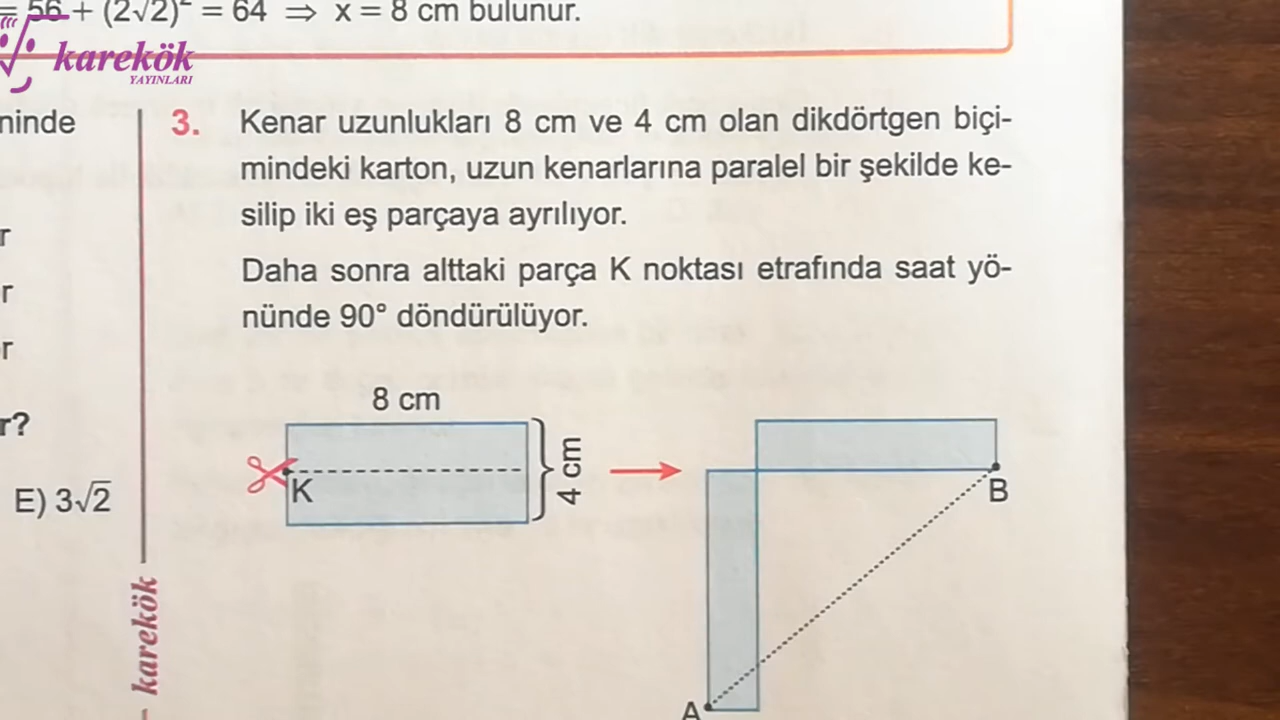 = 56 + (2√2)² = 64 ⇒ x = 8 cm bulunur.
karekök
YAYINLARI
ninde
r
r
r
r?
E) 3√2
karekök
3. Kenar uzunlukları 8 cm ve 4 cm olan dikdörtgen biçi-
mindeki karton, uzun kenarlarına paralel bir şekilde ke-
silip iki eş parçaya ayrılıyor.
Daha sonra alttaki parça K noktası etrafında saat yö-
nünde 90° döndürülüyor.
8 cm
4 cm
K
B
A